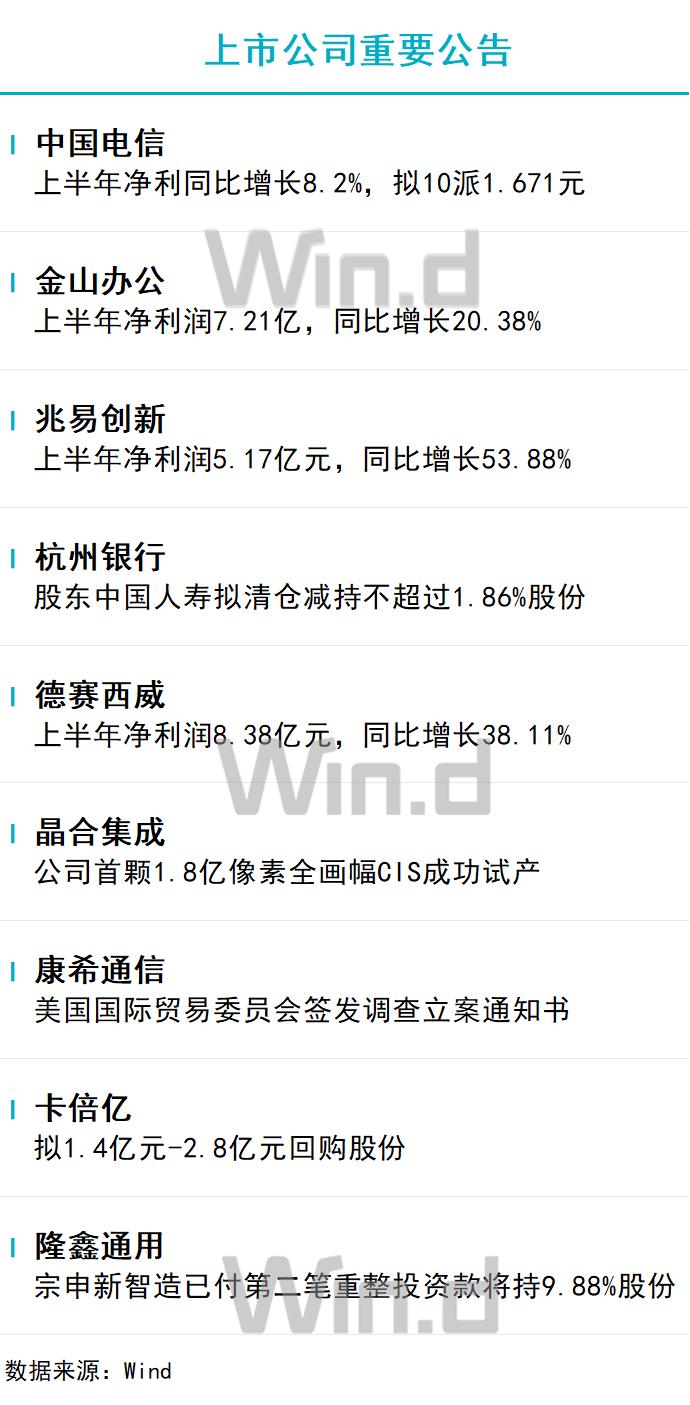 上市公司重要公告
中国电信
上半年净利同比增长8.2%，拟10派1.671元
Win.d
金山办公
上半年净利润7.21亿，同比增长20.38%
兆易创新
上半年净利润5.17亿元，同比增长53.88%
杭州银行
股东中国人寿拟清仓减持不超过1.86%股份
德赛西威
上半年净利润8.38亿元，同比增长38.11%
Win.d
晶合集成
公司首颗1.8亿像素全画幅CIS成功试产
康希通信
美国国际贸易委员会签发调查立案通知书
卡倍亿
拟1.4亿元-2.8亿元回购股份
隆鑫通用
宗申新智造已付第二笔重整投资款将持9.88%股份
Win.d
数据来源：Wind